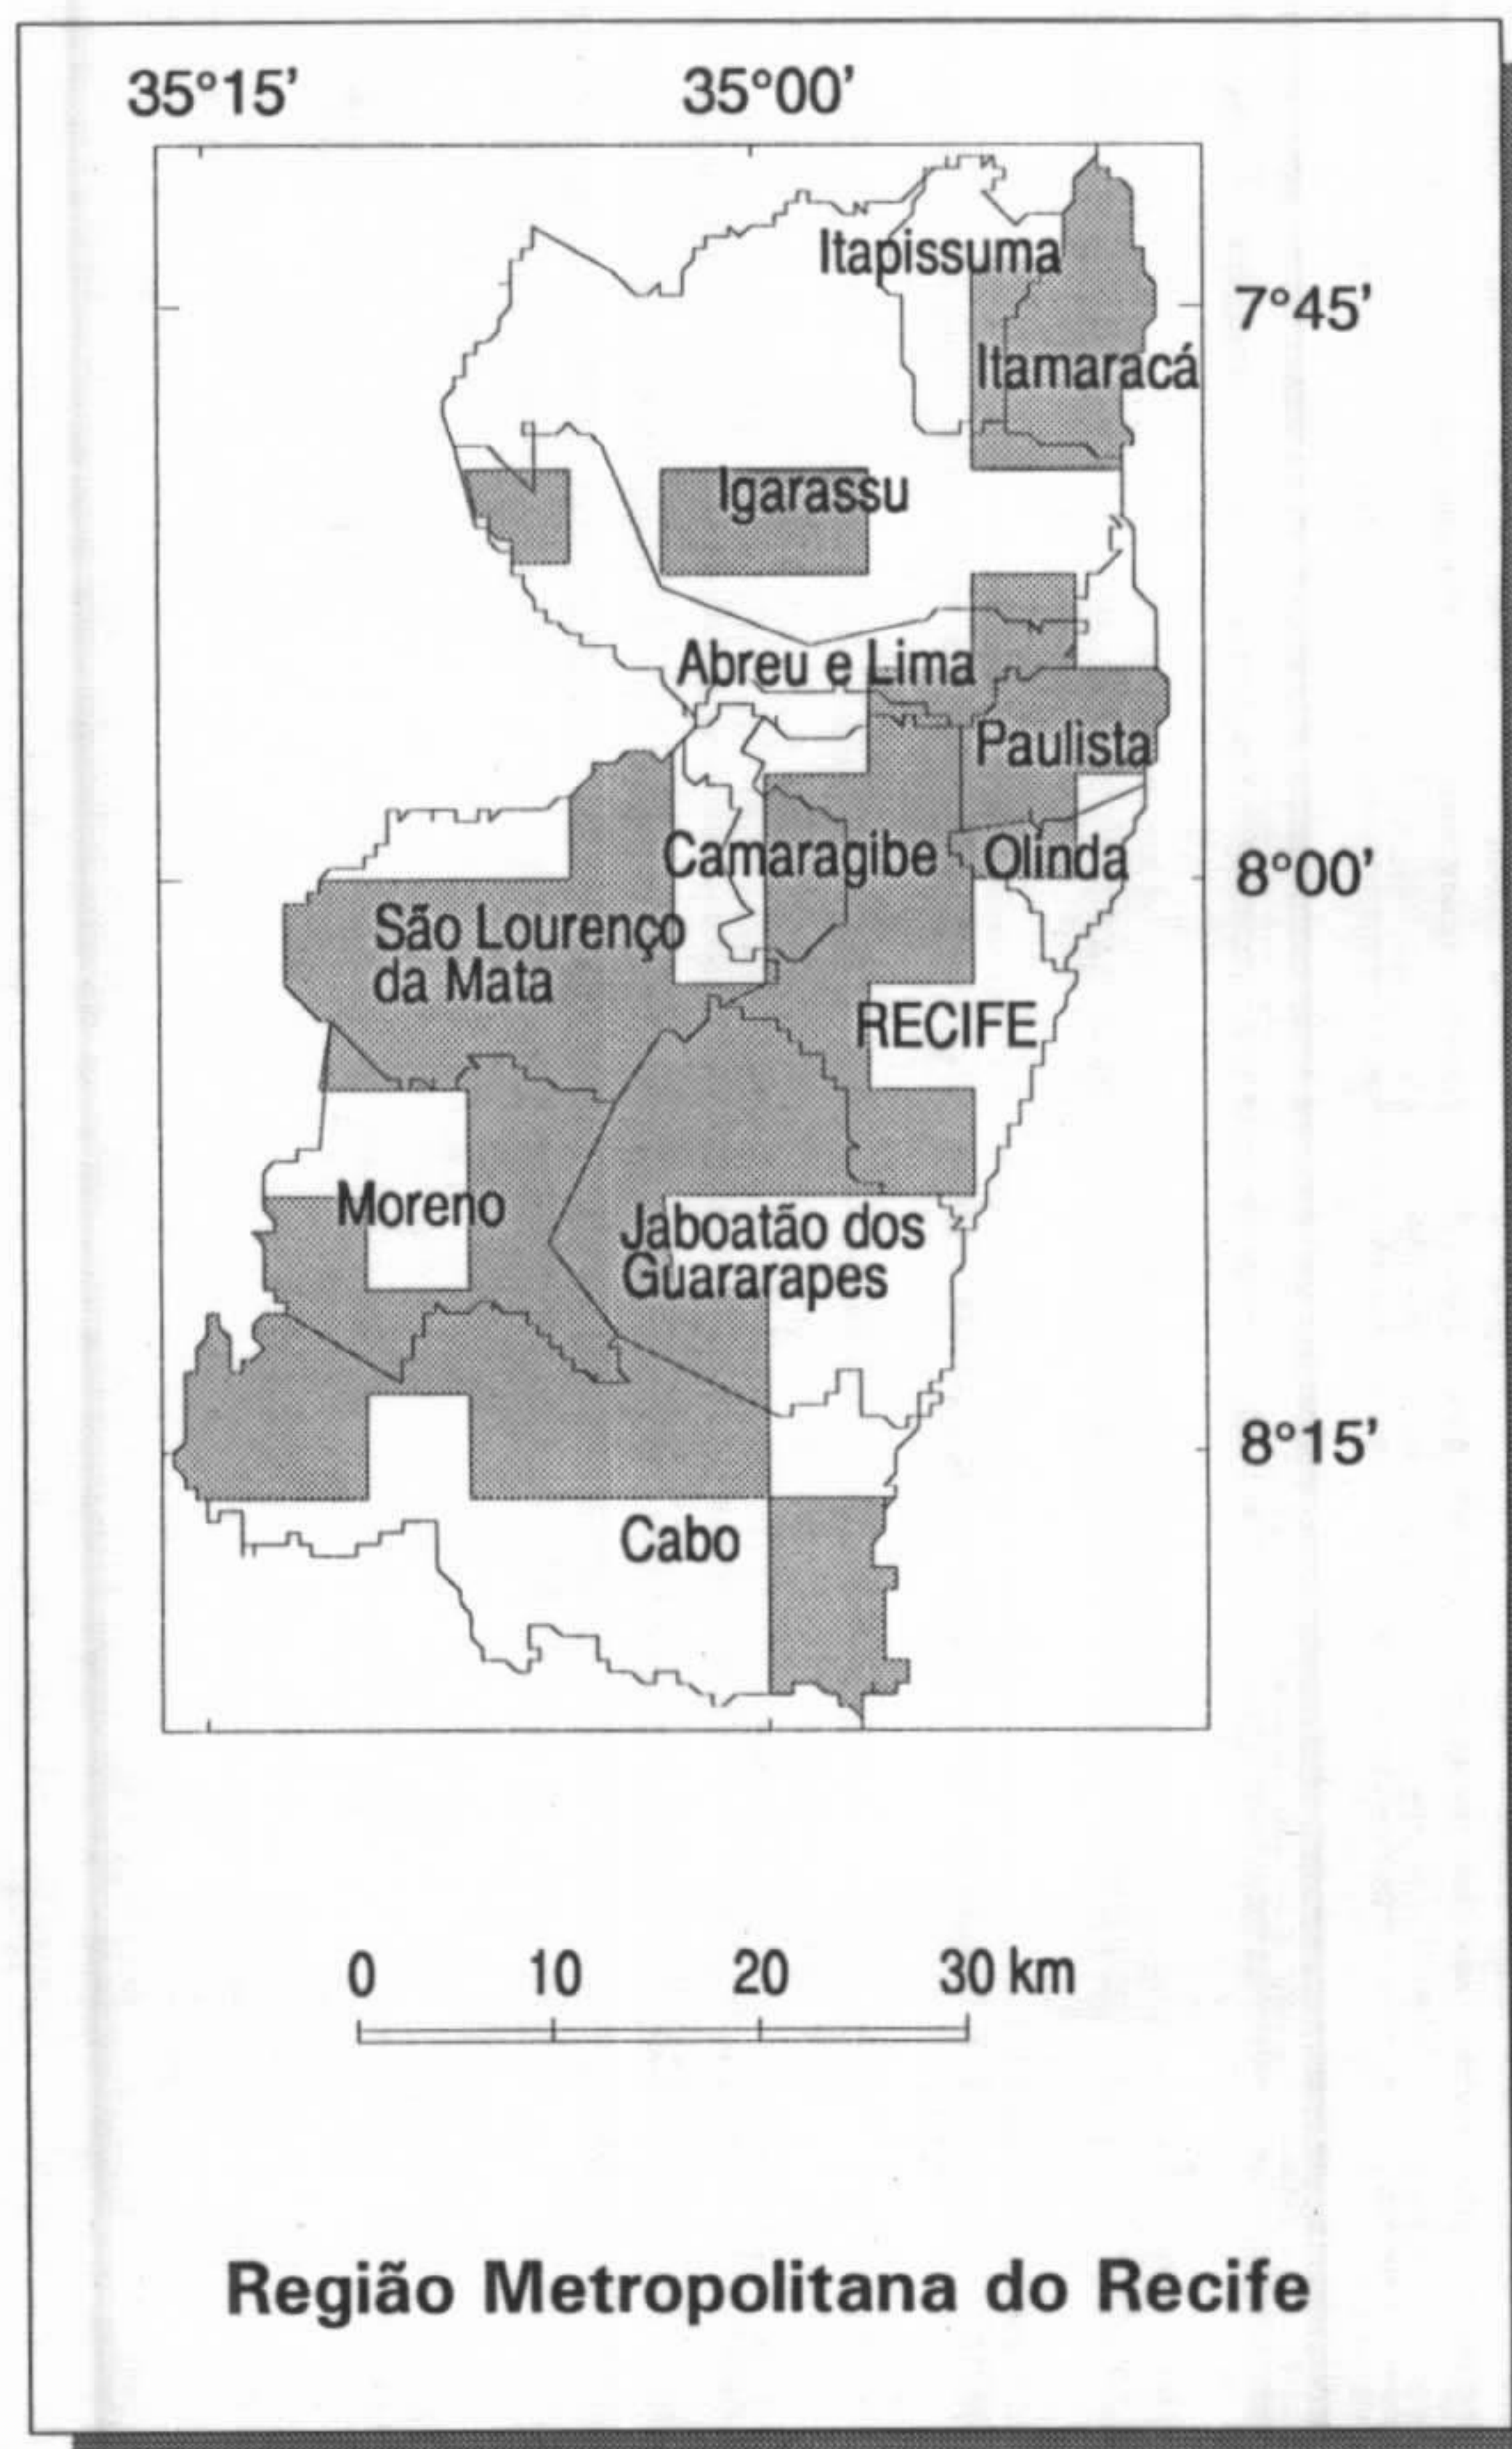 35°15’ 35°00’
Itapissuma
7°45’
Itamaracá
Igarassu
Abreu e Lima
Paulista
Camaragibe
Olinda
8°00’
São Lourenço
da Mata
RECIFE
Moreno
Jaboatão dos
Guararapes
8°15’
Cabo
0 10 20 30 km
Região Metropolitana do Recife